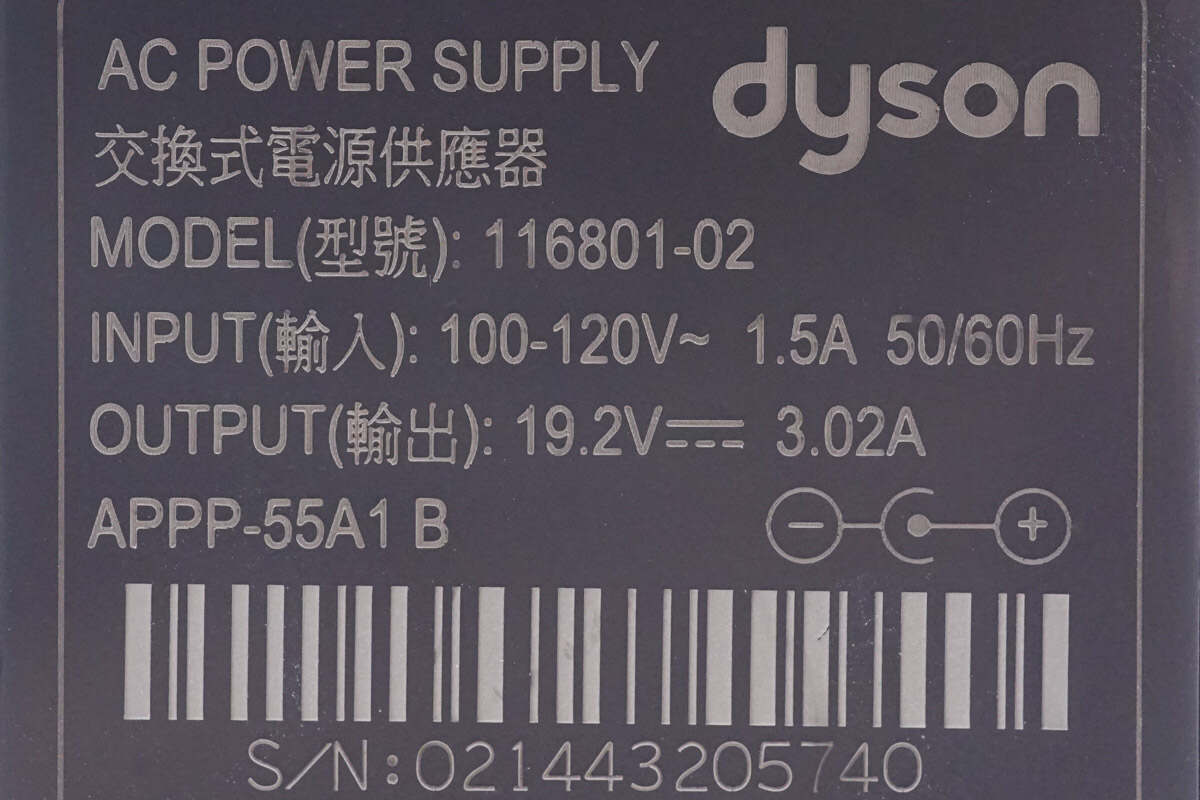 AC POWER SUPPLY
dyson
交換式電源供應器
MODEL(型號): 116801-02
INPUT(輸入): 100-120V~ 1.5A 50/60Hz
OUTPUT(輸出): 19.2V⎓ 3.02A
APPP-55A1 B
S/N:021443205740